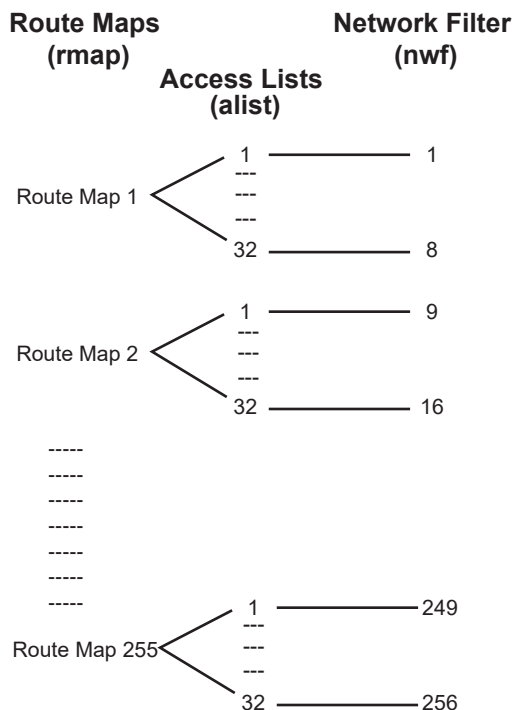 Route Maps
(rmap)
Network Filter
(nwf)
Access Lists
(alist)
1 1
---
Route Map 1 ---
---
32 8
1 9
---
Route Map 2 ---
---
32 16
-----
-----
-----
-----
-----
-----
-----
1 249
---
Route Map 255 ---
---
32 256